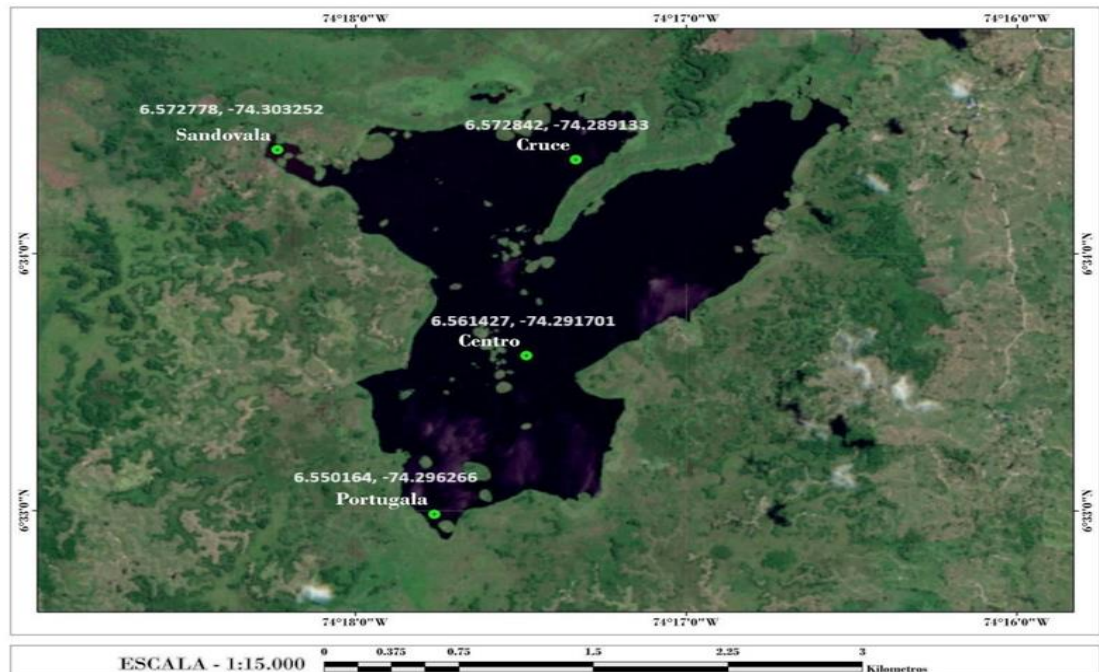 74°18'0"W 74°17'0"W 74°16'0"W
6.572778, -74.303252
Sandovala
6.572842, -74.289133
Cruce
6°34'0"N 6°34'0"N
6.561427, -74.291701
Centro
6.550164, -74.296266
Portugala
6°33'0"N 6°33'0"N
74°18'0"W 74°17'0"W 74°16'0"W
0 0.375 0.75 1.5 2.25 3
ESCALA - 1:15.000 Kilometros